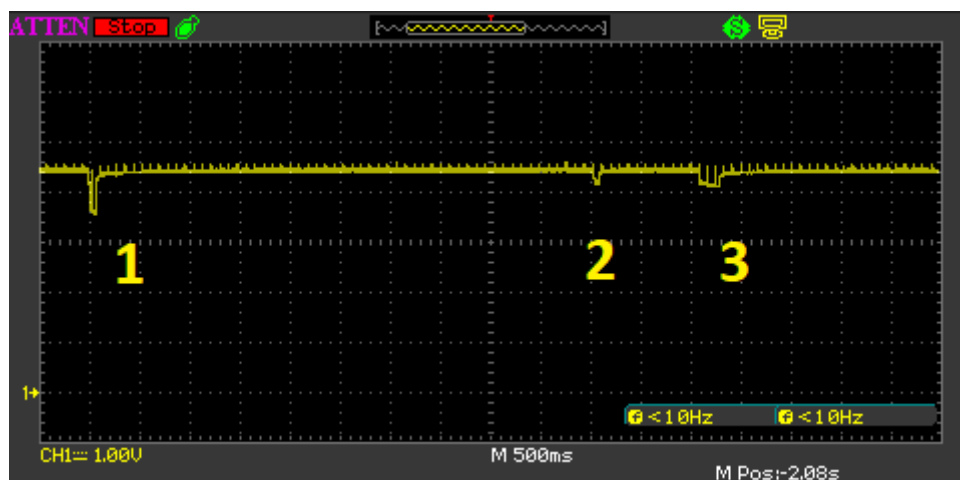 ATTEN Stop
1 2 3
1
<10Hz <10Hz
CH1 1.00V M 500ms
M Pos:-2.08s